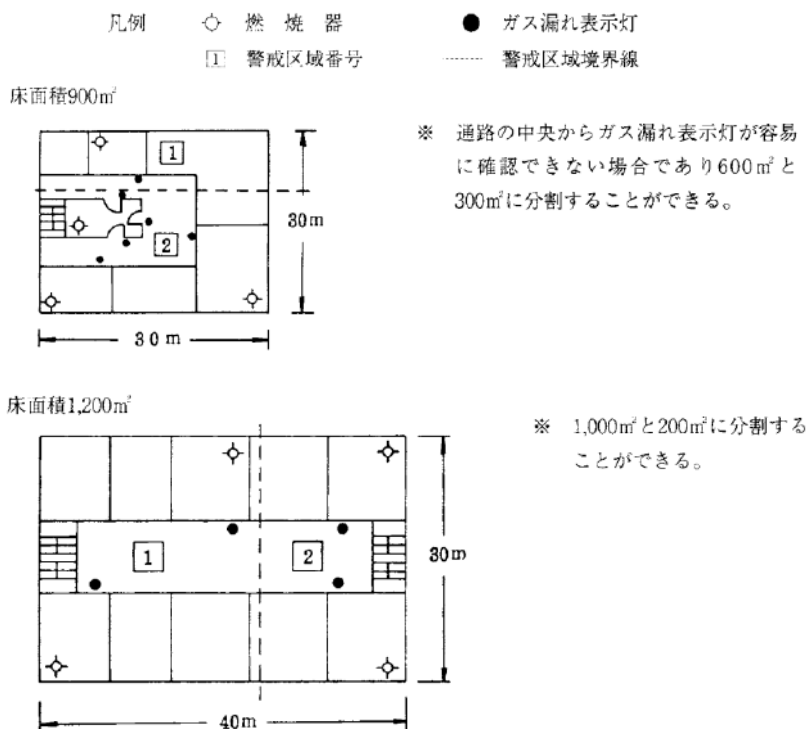 凡例 燃焼器 ガス漏れ表示灯
1 警戒区域番号 警戒区域境界線
床面積900㎡
※ 通路の中央からガス漏れ表示灯が容易
に確認できない場合であり600㎡と
300㎡に分割することができる。
1
30m
2
30m
床面積1,200㎡
※ 1,000㎡と200㎡に分割する
ことができる。
1 2
30m
40m